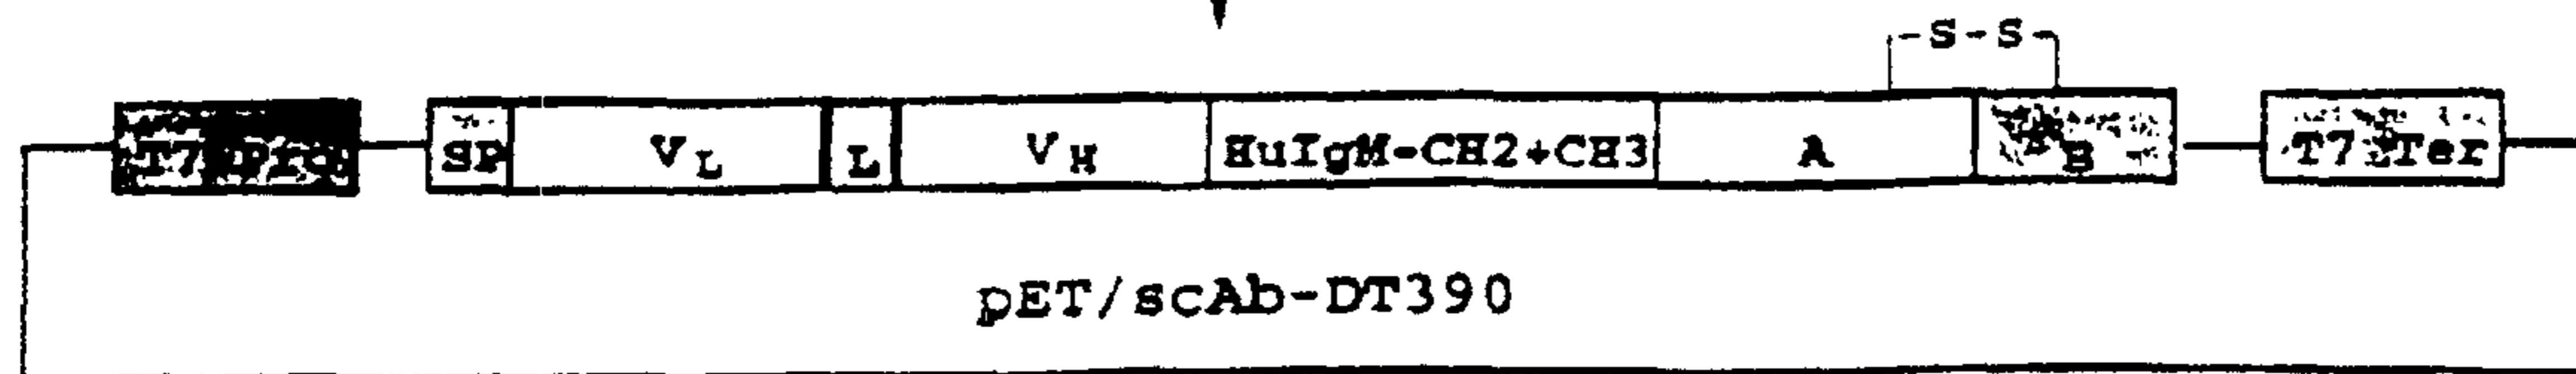 S-S
T7 Pro SP VL L VH HuIgM-CH2+CH3 A B T7 Ter
pET/scAb-DT390